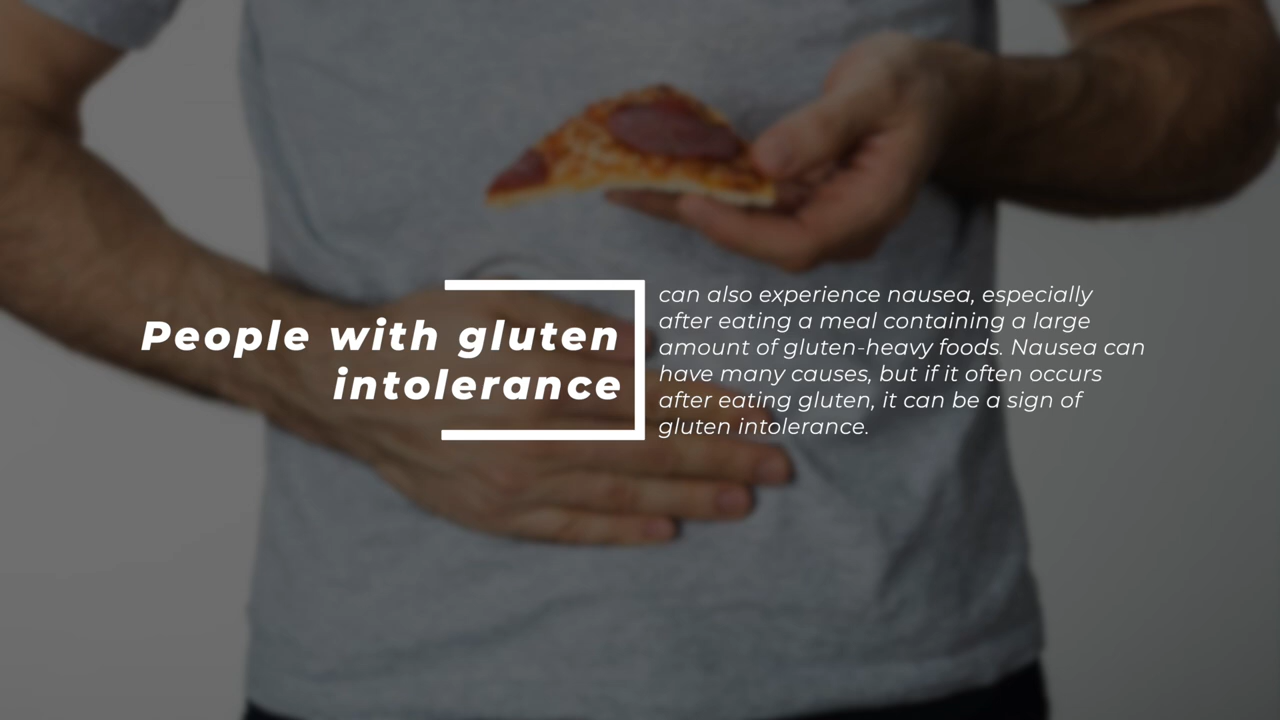 People with gluten
intolerance
can also experience nausea, especially
after eating a meal containing a large
amount of gluten-heavy foods. Nausea can
have many causes, but if it often occurs
after eating gluten, it can be a sign of
gluten intolerance.